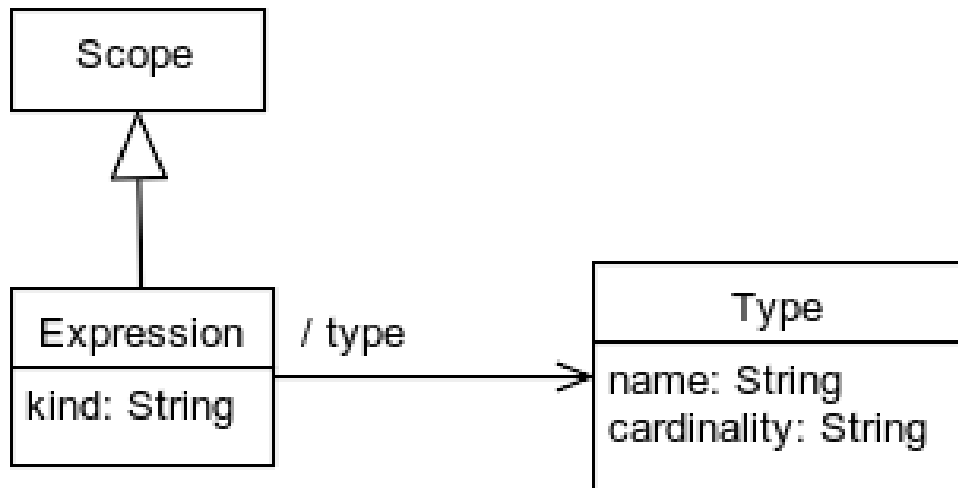 Scope
Expression
/ type
Type
kind: String
name: String
cardinality: String